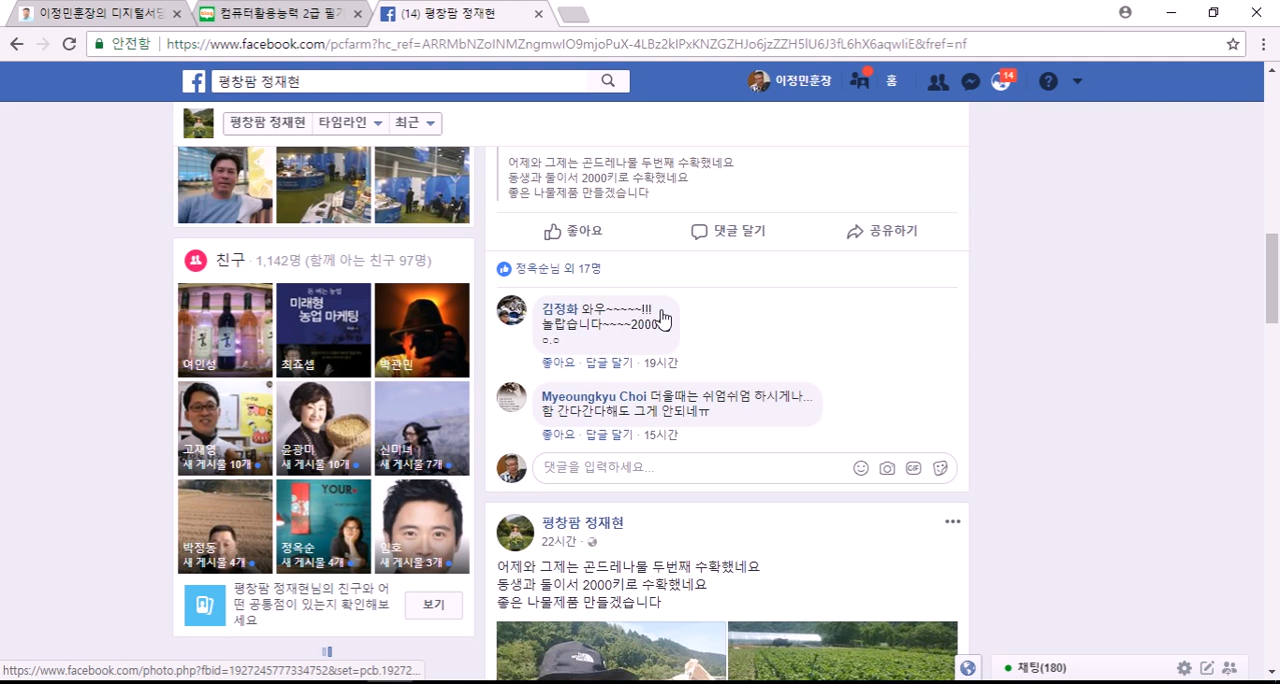 이정민훈장의 디지털서당
컴퓨터활용능력 2급 필기
(14) 평창팜 정재현
안전함
https://www.facebook.com/pcfarm?hc_ref=ARRMbNZoINMZngmwIO9mjoPuX-4LBz2kIPxKNZGZHJo6jzZZH5lU6J3fL6hX6aqwIiE&fref=nf
평창팜 정재현
이정민훈장
홈
14
평창팜 정재현
타임라인
최근
어제와 그제는 곤드레나물 두번째 수확했네요
동생과 둘이서 2000키로 수확했네요
좋은 나물제품 만들겠습니다
좋아요
댓글 달기
공유하기
친구 · 1,142명 (함께 아는 친구 97명)
미래형
농업 마케팅
여인성
최죠셉
박관민
고재영
새 게시물 10개
윤광미
새 게시물 10개
신미녀
새 게시물 7개
YOUR
박정동
새 게시물 4개
정옥순
새 게시물 4개
임호
새 게시물 3개
평창팜 정재현님의 친구와 어
떤 공통점이 있는지 확인해보
세요
보기
정옥순님 외 17명
김정화 와우~~~~~!!!
놀랍습니다~~~~2000
ㅇ.ㅇ
좋아요 · 답글 달기 · 19시간
Myeoungkyu Choi 더울때는 쉬엄쉬엄 하시게나...
함 간다간다해도 그게 안되네ㅠ
좋아요 · 답글 달기 · 15시간
댓글을 입력하세요...
GIF
평창팜 정재현
22시간 ·
어제와 그제는 곤드레나물 두번째 수확했네요
동생과 둘이서 2000키로 수확했네요
좋은 나물제품 만들겠습니다
https://www.facebook.com/photo.php?fbid=1927245777334752&set=pcb.19272...
채팅(180)